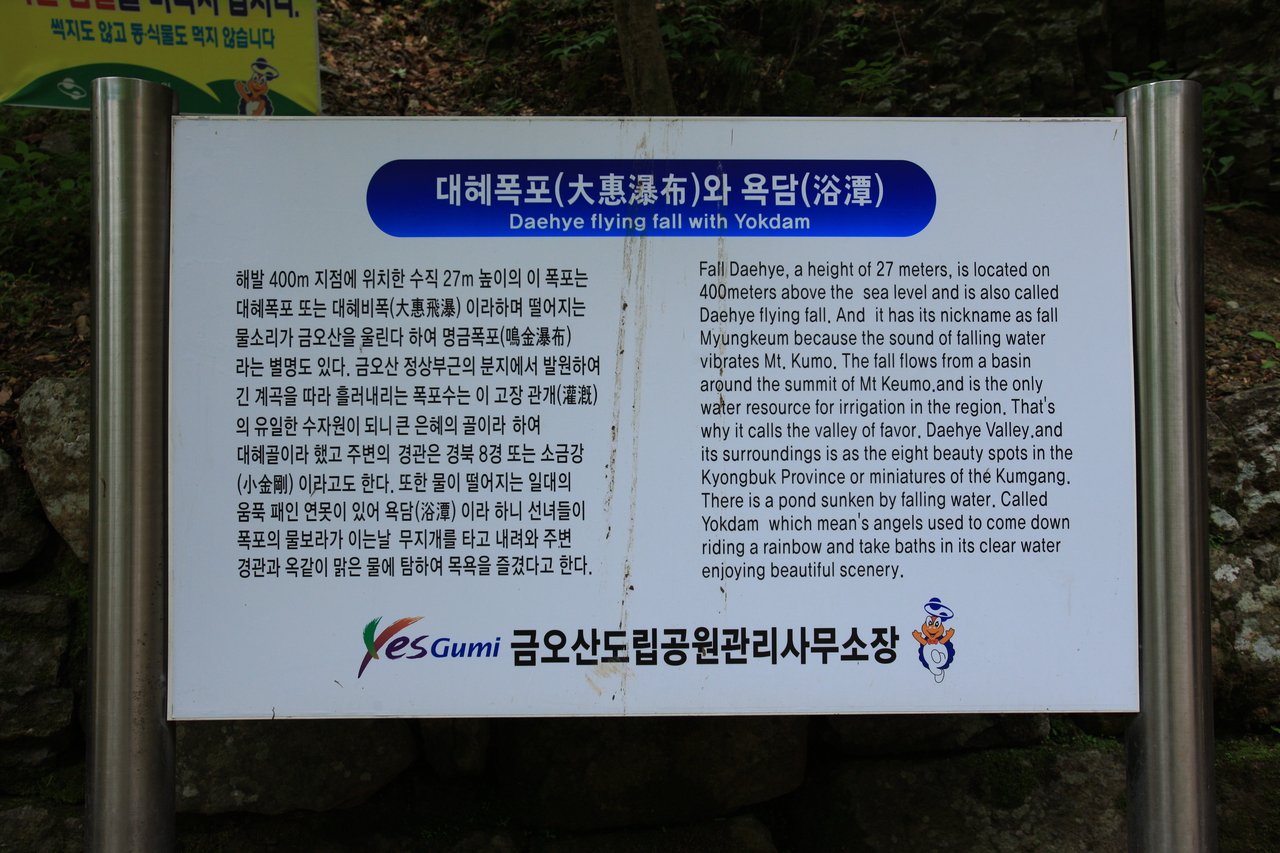 썩지도 않고 동·식물도 먹지 않습니다
대혜폭포(大惠瀑布)와 욕담(浴潭)
Daehye flying fall with Yokdam
해발 400m 지점에 위치한 수직 27m 높이의 이 폭포는
대혜폭포 또는 대혜비폭(大惠飛瀑) 이라하며 떨어지는
물소리가 금오산을 울린다 하여 명금폭포(鳴金瀑布)
라는 별명도 있다. 금오산 정상부근의 분지에서 발원하여
긴 계곡을 따라 흘러내리는 폭포수는 이 고장 관개(灌漑)
의 유일한 수자원이 되니 큰 은혜의 골이라 하여
대혜골이라 했고 주변의 경관은 경북 8경 또는 소금강
(小金剛) 이라고도 한다. 또한 물이 떨어지는 일대의
움푹 패인 연못이 있어 욕담(浴潭) 이라 하니 선녀들이
폭포의 물보라가 이는날 무지개를 타고 내려와 주변
경관과 옥같이 맑은 물에 탐하여 목욕을 즐겼다고 한다.
Fall Daehye, a height of 27 meters, is located on
400meters above the sea level and is also called
Daehye flying fall. And it has its nickname as fall
Myungkeum because the sound of falling water
vibrates Mt. Kumo. The fall flows from a basin
around the summit of Mt Keumo.and is the only
water resource for irrigation in the region. That's
why it calls the valley of favor. Daehye Valley.and
its surroundings is as the eight beauty spots in the
Kyongbuk Province or miniatures of the Kumgang.
There is a pond sunken by falling water. Called
Yokdam which mean's angels used to come down
riding a rainbow and take baths in its clear water
enjoying beautiful scenery.
Yes Gumi 금오산도립공원관리사무소장